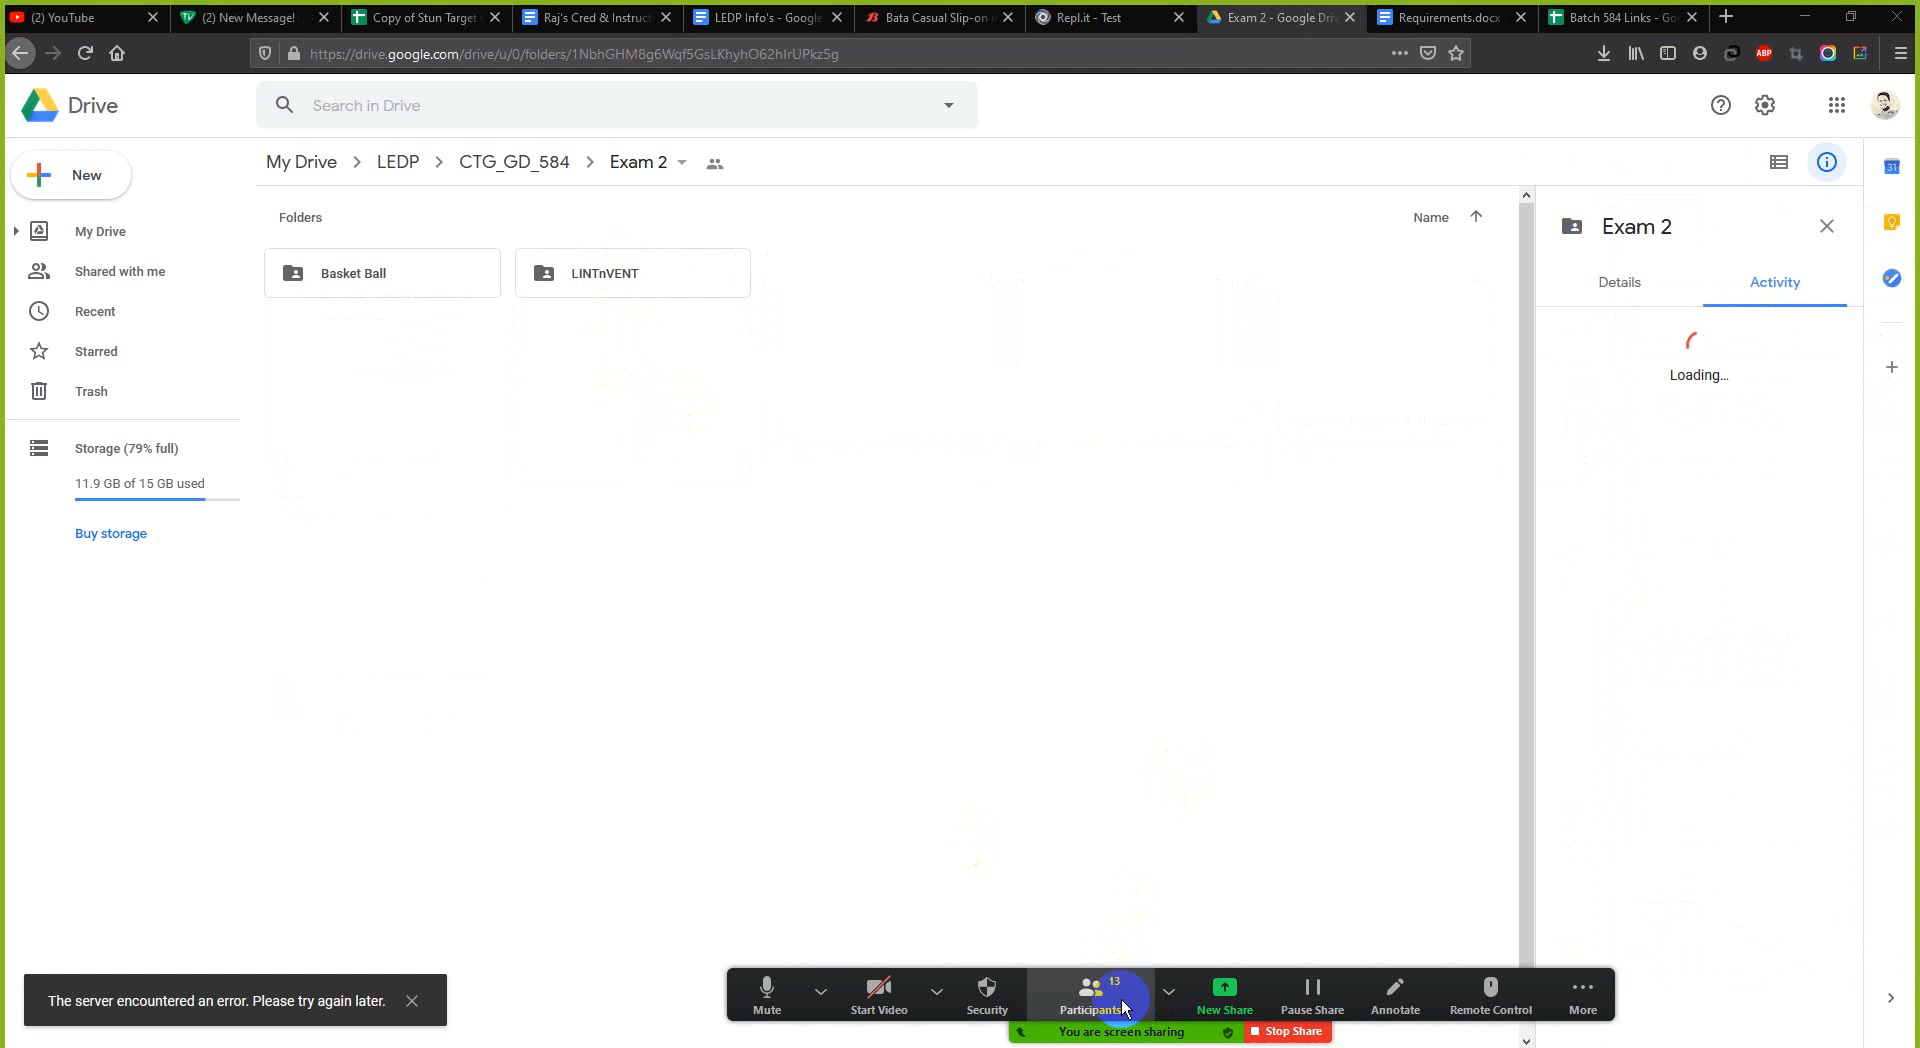 (2) YouTube
(2) New Message!
Copy of Stun Target
Raj's Cred & Instruct
LEDP Info's - Google
Bata Casual Slip-on
Repl.it - Test
Exam 2 - Google Driv
Requirements.docx
Batch 584 Links - Go
https://drive.google.com/drive/u/0/folders/1NbhGHM8g6Wqf5GsLKhyhO62hIrUPkz5g
ABP
Drive
Search in Drive
My Drive > LEDP > CTG_GD_584 > Exam 2
New
31
Folders
Name
Exam 2
My Drive
Shared with me
Basket Ball
LINTnVENT
Details
Activity
Recent
Starred
Loading...
Trash
Storage (79% full)
11.9 GB of 15 GB used
Buy storage
The server encountered an error. Please try again later.
13
Mute
Start Video
Security
Participants
New Share
Pause Share
Annotate
Remote Control
More
You are screen sharing
Stop Share